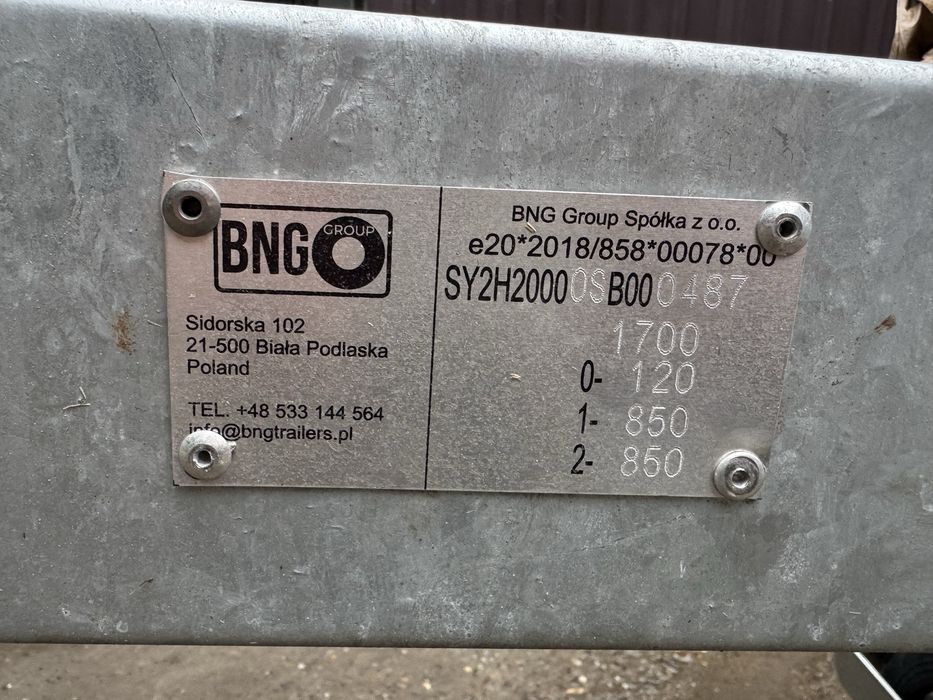 BNG GROUP
Sidorska 102
21-500 Biała Podlaska
Poland
TEL. +48 533 144 564
info@bngtrailers.pl
BNG Group Spółka z o.o.
e20*2018/858*00078*00
SY2H20000SB000487
1700
0- 120
1- 850
2- 850